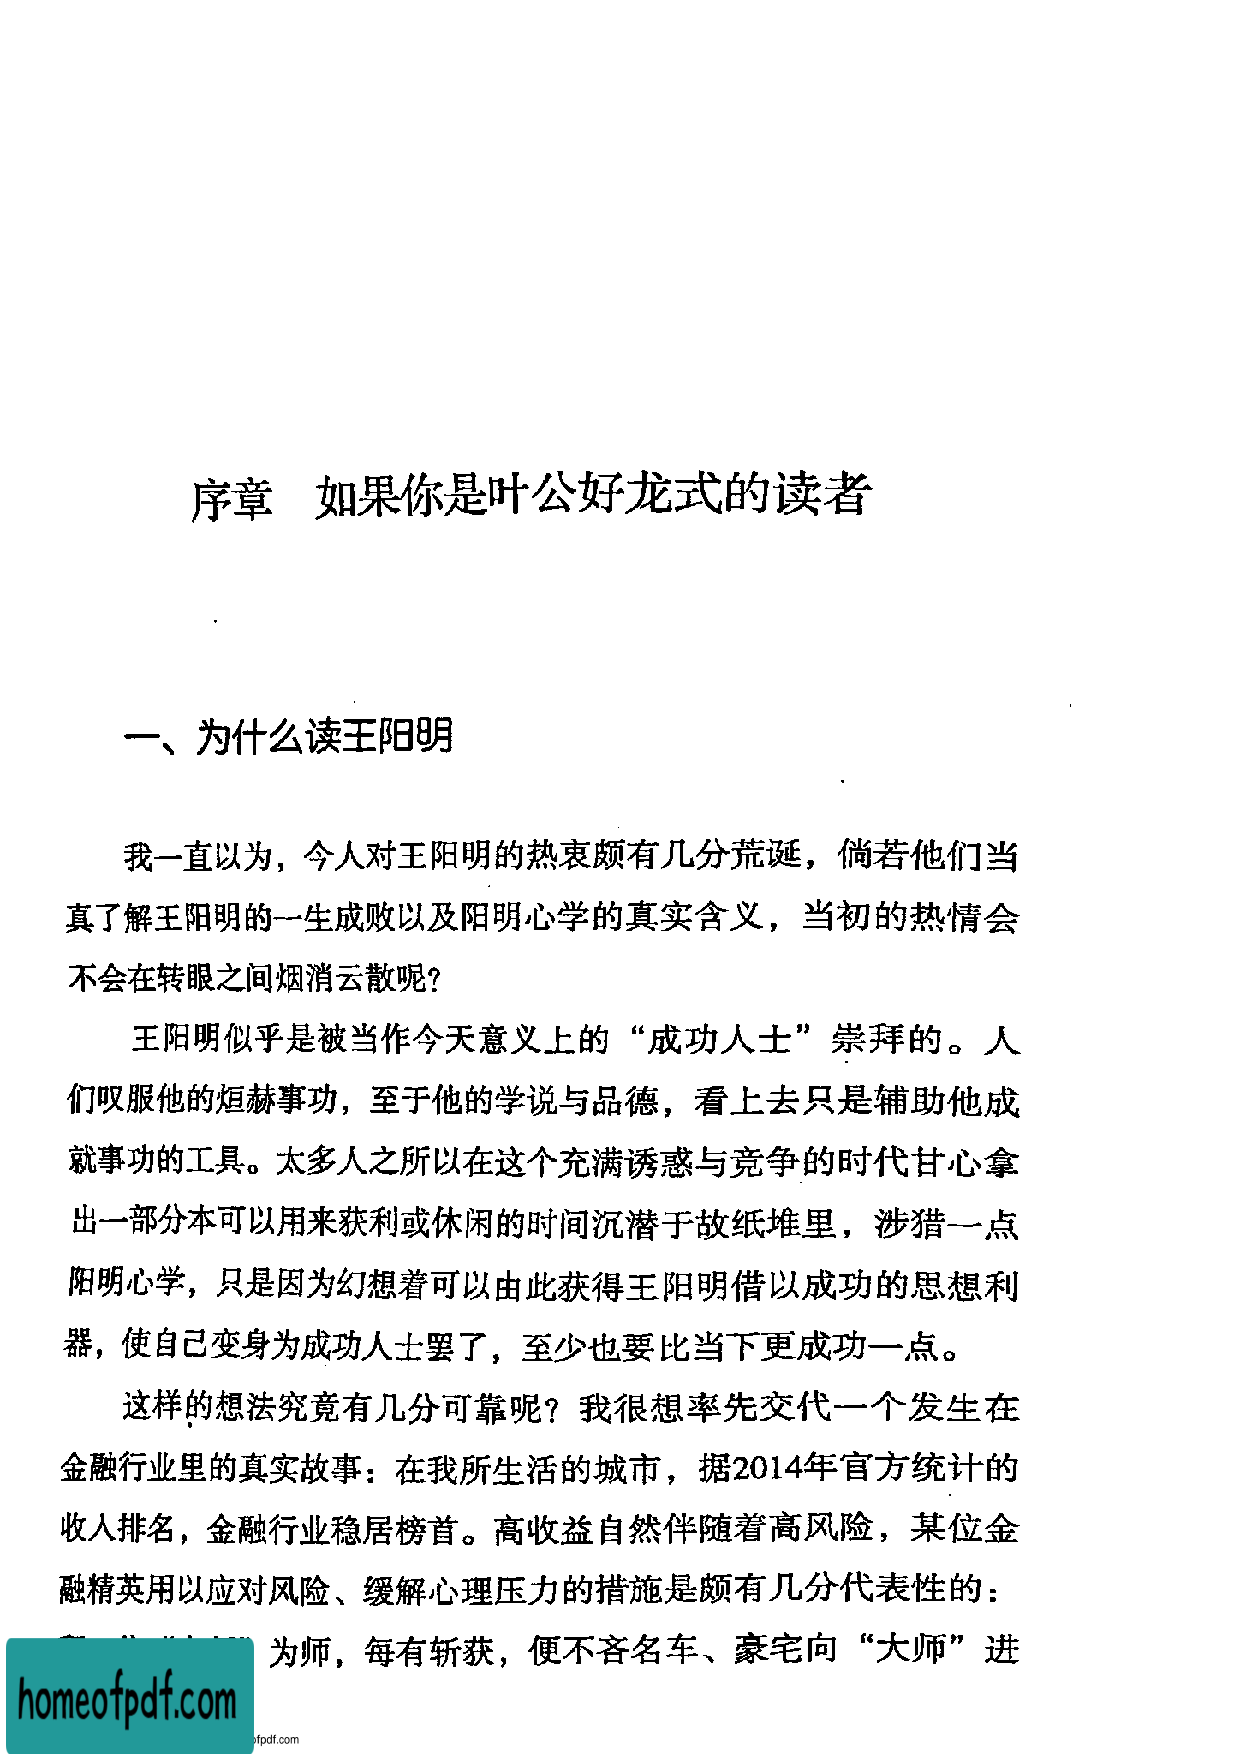 序章 如果你是叶公好龙式的读者
一、为什么读王阳明
我一直以为，今人对王阳明的热衷颇有几分荒诞，倘若他们当
真了解王阳明的一生成败以及阳明心学的真实含义，当初的热情会
不会在转眼之间烟消云散呢？
王阳明似乎是被当作今天意义上的“成功人士”崇拜的。人
们叹服他的烜赫事功，至于他的学说与品德，看上去只是辅助他成
就事功的工具。太多人之所以在这个充满诱惑与竞争的时代甘心拿
出一部分本可以用来获利或休闲的时间沉潜于故纸堆里，涉猎一点
阳明心学，只是因为幻想着可以由此获得王阳明借以成功的思想利
器，使自己变身为成功人士罢了，至少也要比当下更成功一点。
这样的想法究竟有几分可靠呢？我很想率先交代一个发生在
金融行业里的真实故事：在我所生活的城市，据2014年官方统计的
收入排名，金融行业稳居榜首。高收益自然伴随着高风险，某位金
融精英用以应对风险、缓解心理压力的措施是颇有几分代表性的：
为师，每有斩获，便不吝名车、豪宅向“大师”进
homeofpdf.com
ofpdf.com